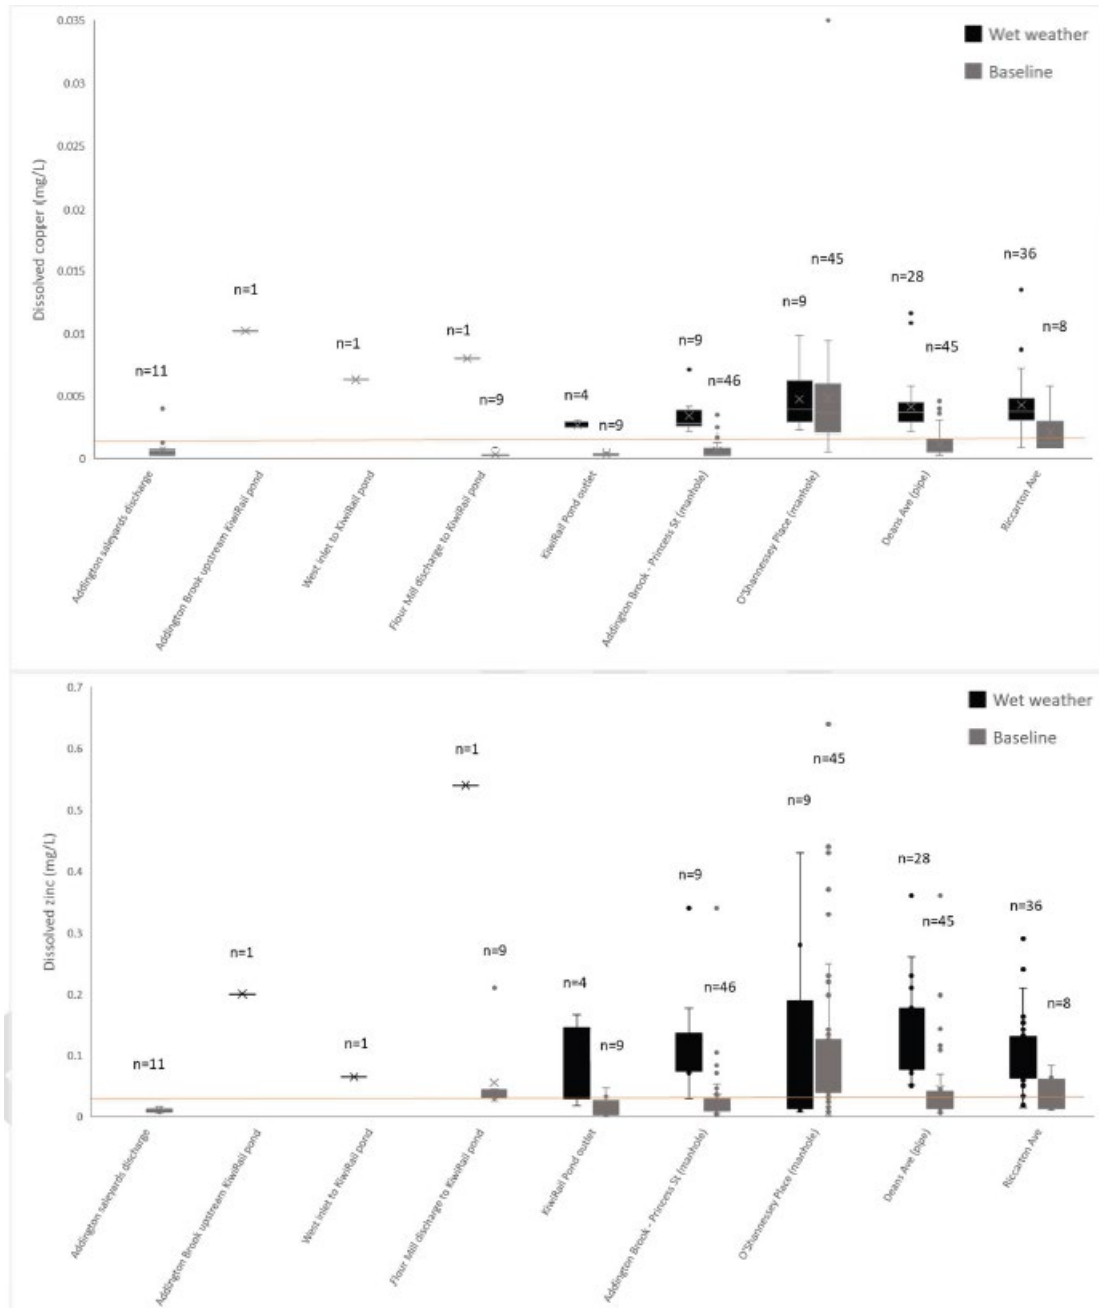 0.035
Wet weather
Baseline
0.03
0.025
0.02
0.015
0.01
0.005
0
Dissolved copper (mg/L)
n=11
n=1
n=1
n=1
n=9
n=4
n=9
n=9
n=46
n=9
n=45
n=28
n=45
n=36
n=8
Addington saleyards discharge
Addington Brook upstream KiwiRail pond
West inlet to KiwiRail pond
Flour Mill discharge to KiwiRail pond
KiwiRail Pond outlet
Addington Brook - Princess St (manhole)
O'Shannessey Place (manhole)
Deans Ave (pipe)
Riccarton Ave
0.7
Wet weather
Baseline
0.6
0.5
0.4
0.3
0.2
0.1
0
Dissolved zinc (mg/L)
n=11
n=1
n=1
n=1
n=9
n=4
n=9
n=9
n=46
n=9
n=45
n=28
n=45
n=36
n=8
Addington saleyards discharge
Addington Brook upstream KiwiRail pond
West inlet to KiwiRail pond
Flour Mill discharge to KiwiRail pond
KiwiRail Pond outlet
Addington Brook - Princess St (manhole)
O'Shannessey Place (manhole)
Deans Ave (pipe)
Riccarton Ave